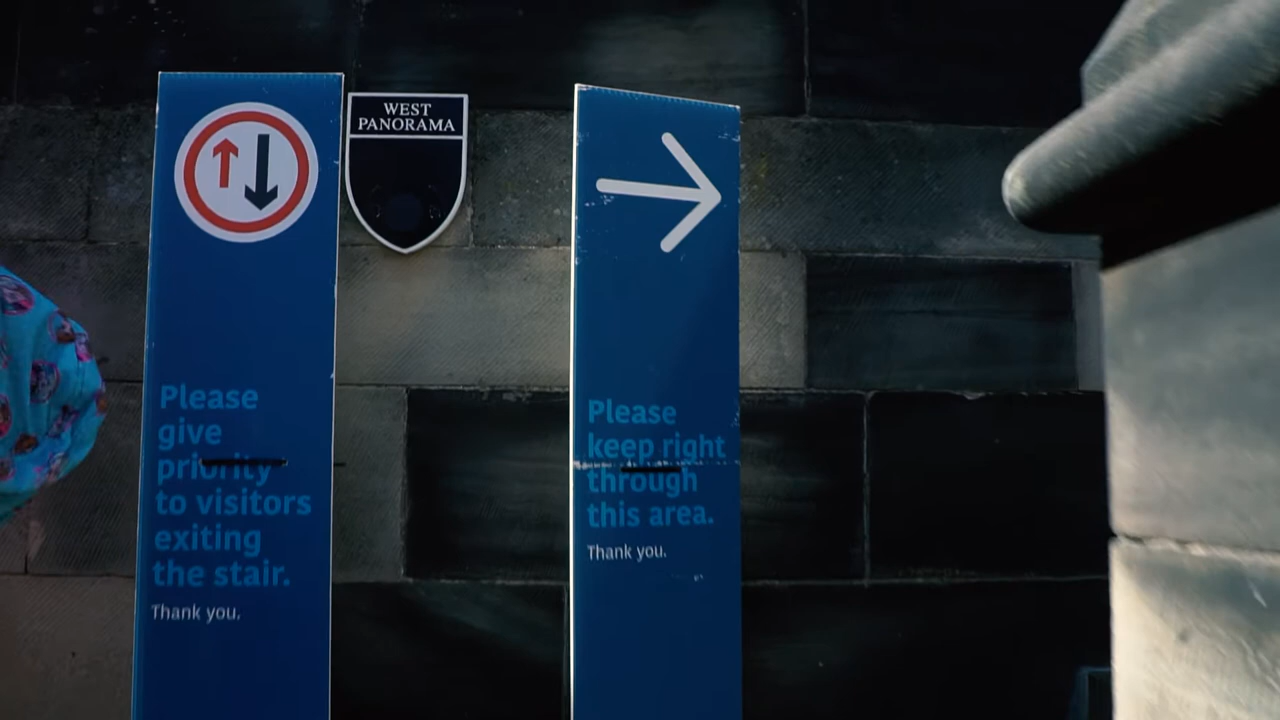 WEST
PANORAMA
Please
give
priority
to visitors
exiting
the stair.
Thank you.
Please
keep right
through
this area.
Thank you.